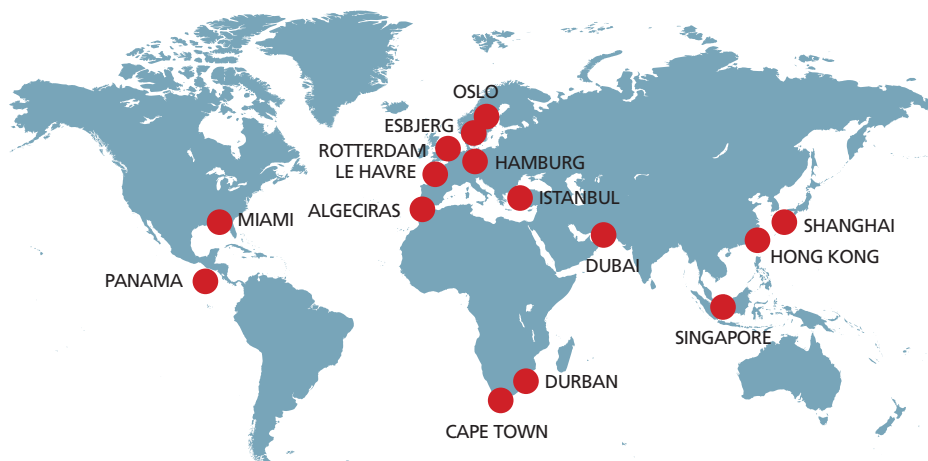 OSLO
ESBJERG
ROTTERDAM
HAMBURG
LE HAVRE
ISTANBUL
ALGECIRAS
MIAMI
SHANGHAI
HONG KONG
DUBAI
PANAMA
SINGAPORE
DURBAN
CAPE TOWN